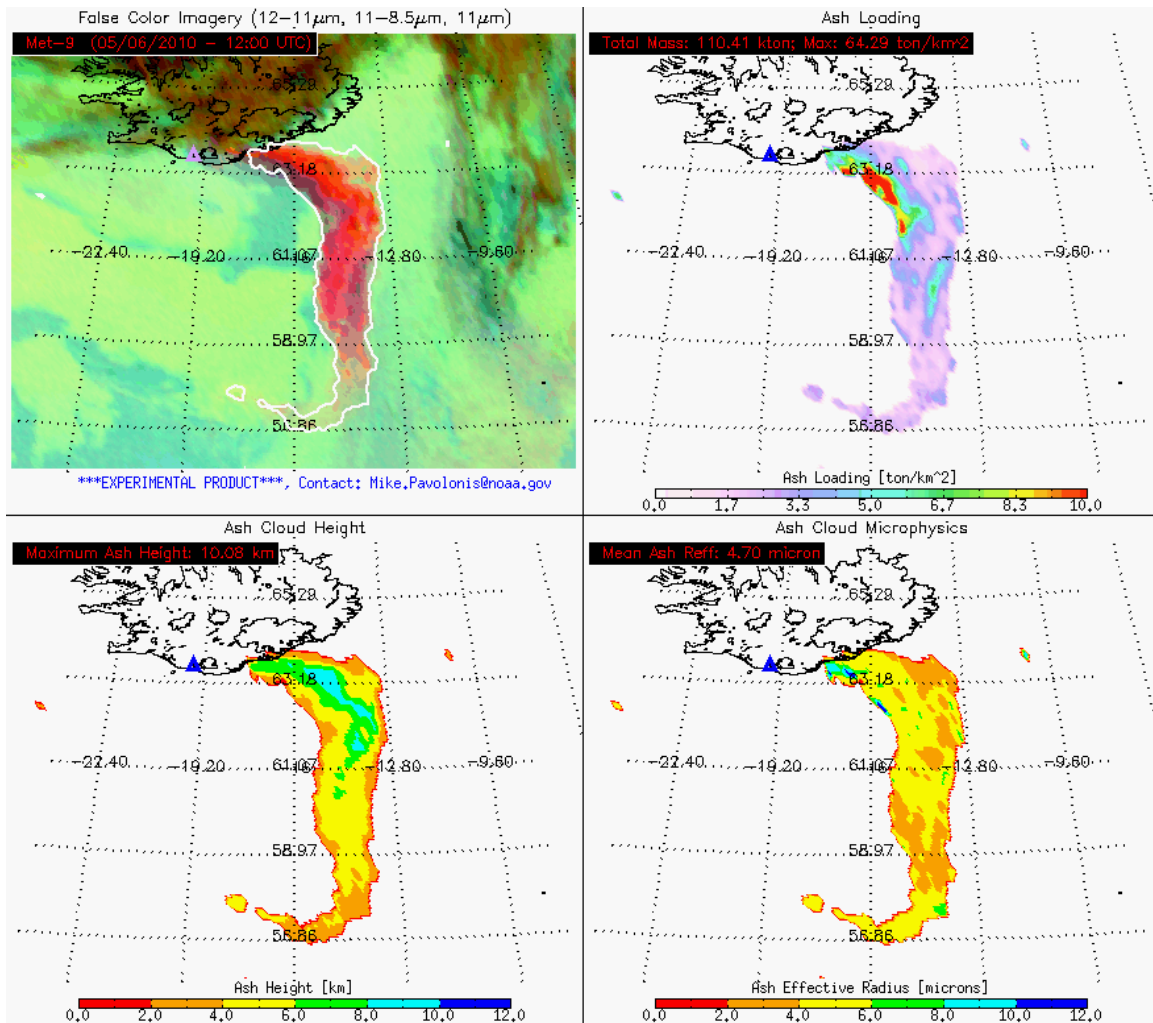 False Color Imagery (12−11μm, 11−8.5μm, 11μm)
Met−9 (05/06/2010 − 12:00 UTC)
65.29
63.18
−22.40
−19.20
61.07
−16
−12.80
−9.60
58.97
56.86
***EXPERIMENTAL PRODUCT***, Contact: Mike.Pavolonis@noaa.gov
Ash Loading
Total Mass: 110.41 kton; Max: 64.29 ton/km^2
65.29
63.18
−22.40
−19.20
61.07
−16
−12.80
−9.60
58.97
56.86
Ash Loading [ton/km^2]
0.0 1.7 3.3 5.0 6.7 8.3 10.0
Ash Cloud Height
Maximum Ash Height: 10.08 km
65.29
63.18
−22.40
−19.20
61.07
−16
−12.80
−9.60
58.97
56.86
Ash Height [km]
0.0 2.0 4.0 6.0 8.0 10.0 12.0
Ash Cloud Microphysics
Mean Ash Reff: 4.70 micron
65.29
63.18
−22.40
−19.20
61.07
−16
−12.80
−9.60
58.97
56.86
Ash Effective Radius [microns]
0.0 2.0 4.0 6.0 8.0 10.0 12.0